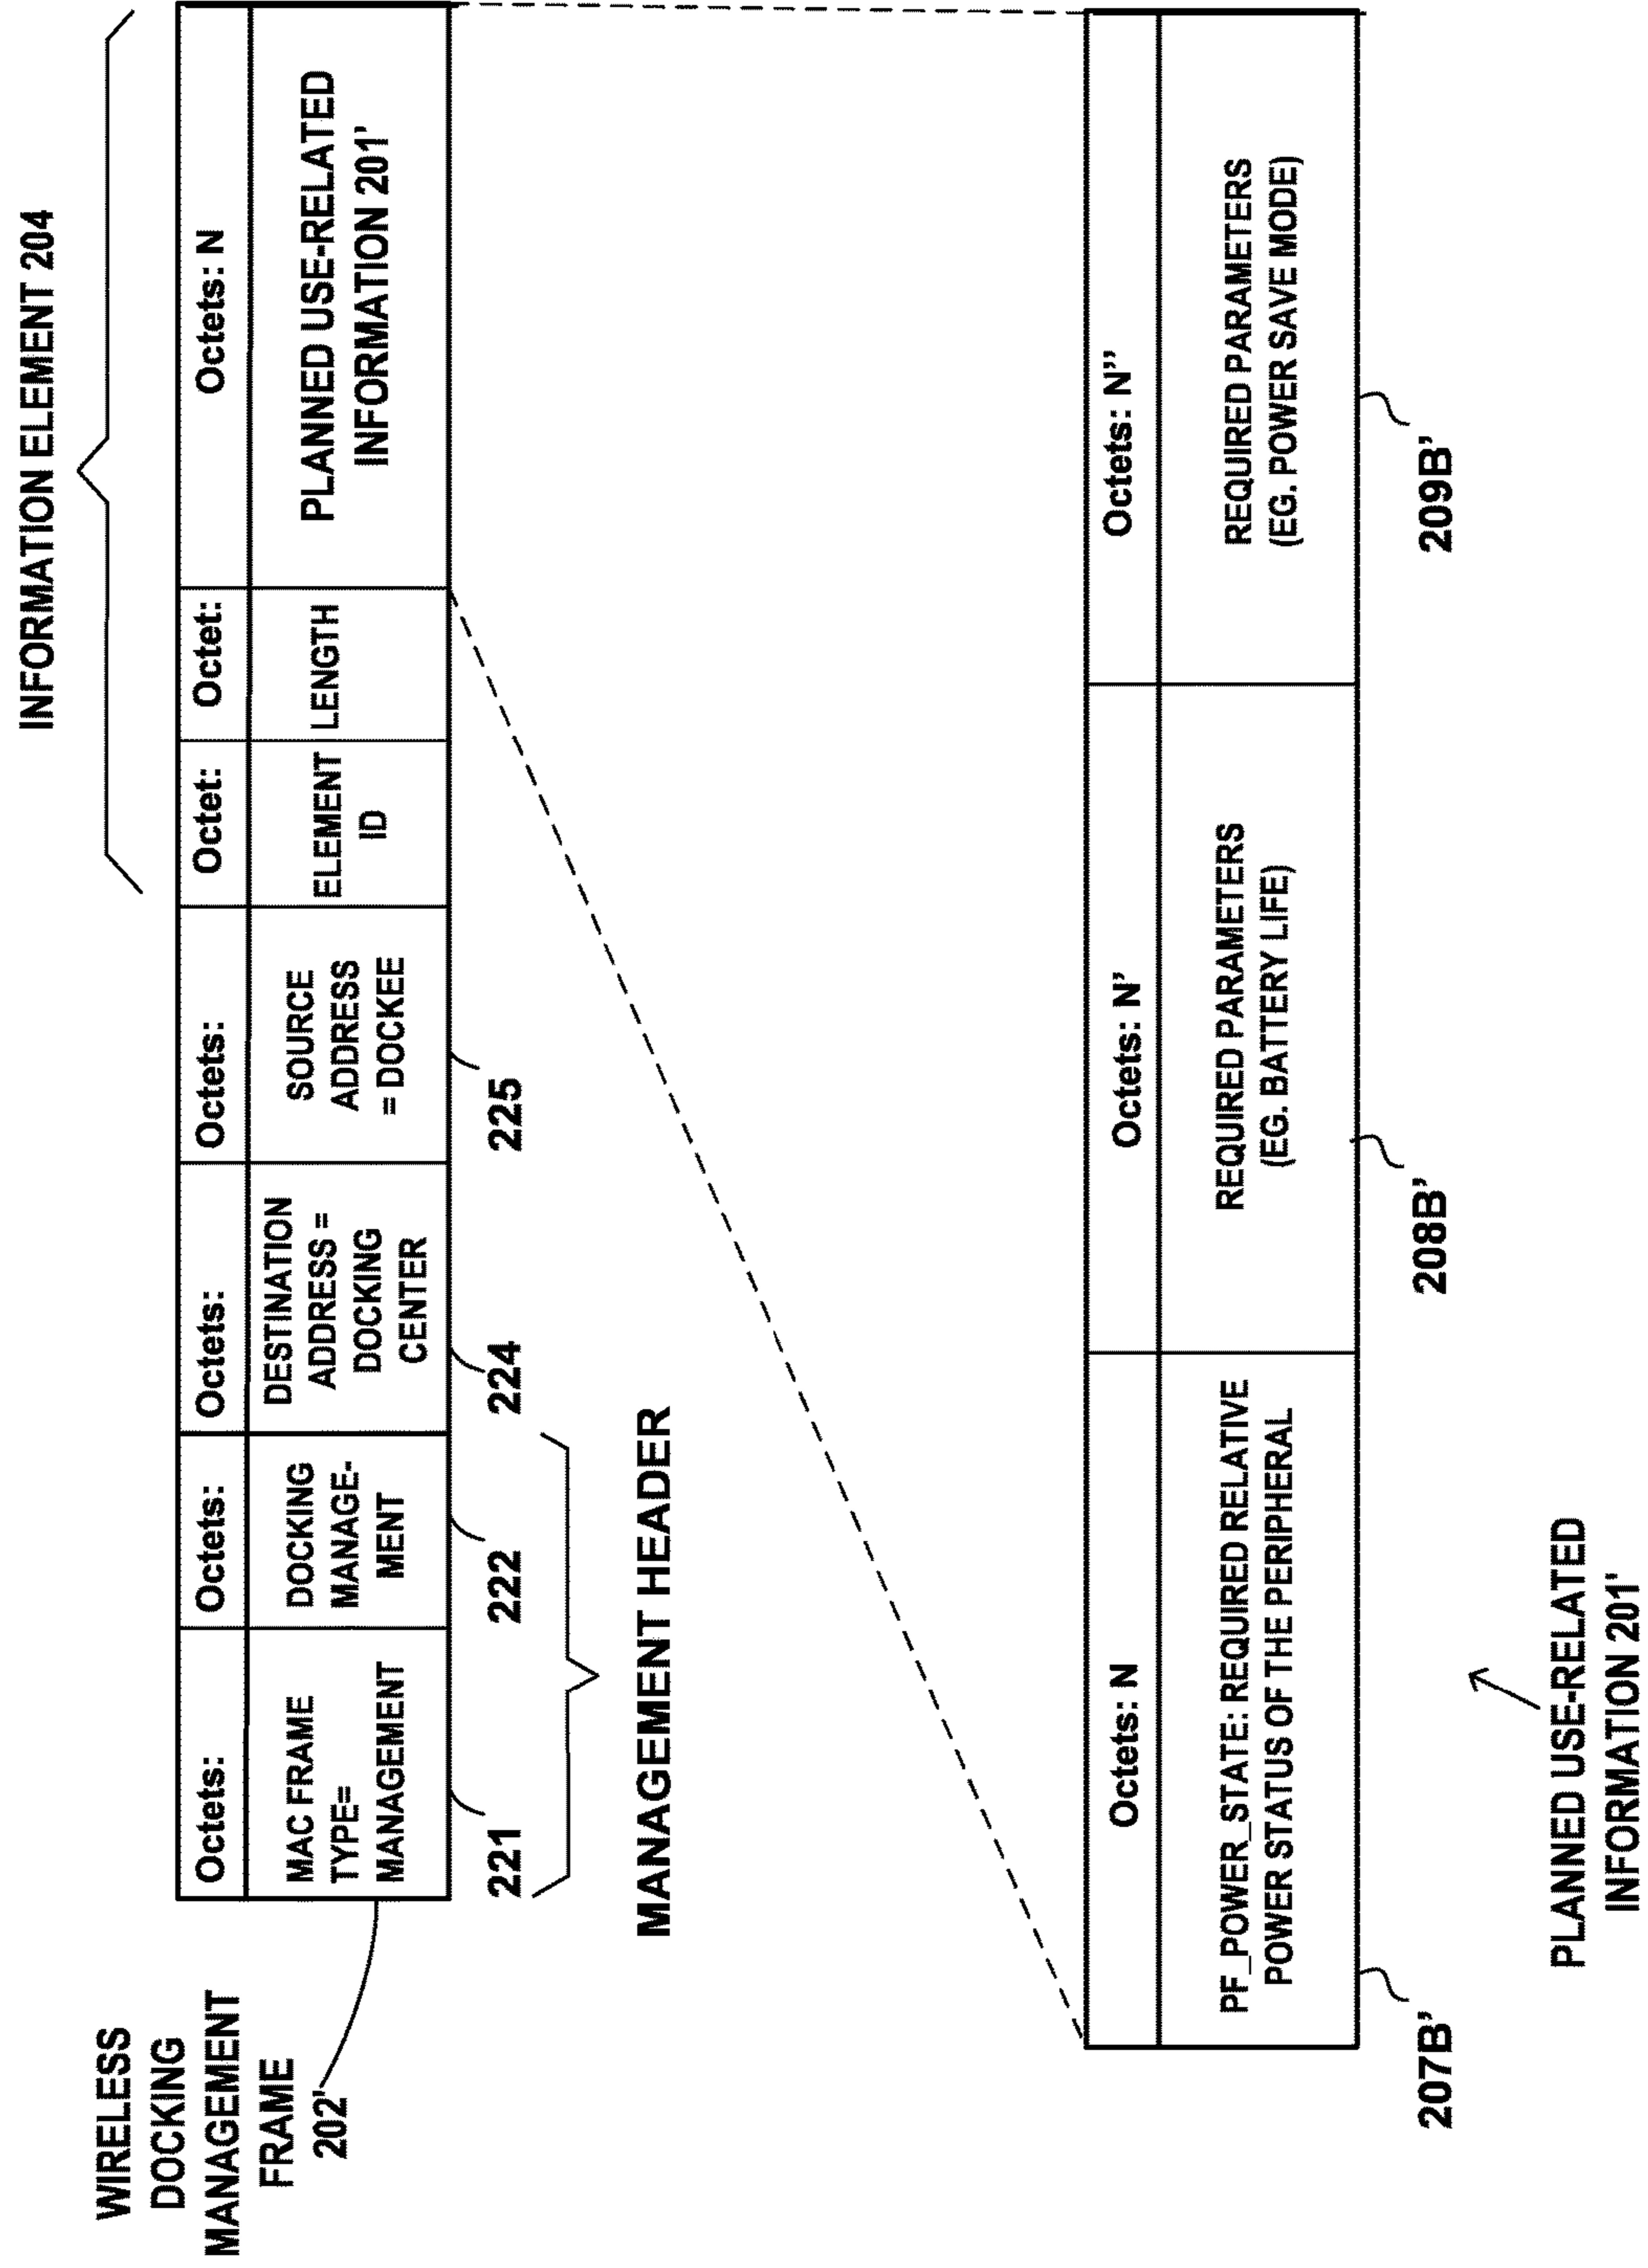 INFORMATION ELEMENT 204
WIRELESS
DOCKING
MANAGEMENT
FRAME
202'
Octets:
Octets:
Octets:
Octets:
Octet:
Octet:
Octets: N
MAC FRAME
TYPE=
MANAGEMENT
DOCKING
MANAGE-
MENT
DESTINATION
ADDRESS =
DOCKING
CENTER
SOURCE
ADDRESS
= DOCKEE
ELEMENT
ID
LENGTH
PLANNED USE-RELATED
INFORMATION 201'
221
222
224
225
MANAGEMENT HEADER
Octets: N
Octets: N'
Octets: N”
PF_POWER_STATE: REQUIRED RELATIVE
POWER STATUS OF THE PERIPHERAL
REQUIRED PARAMETERS
(EG. BATTERY LIFE)
REQUIRED PARAMETERS
(EG. POWER SAVE MODE)
207B’
208B’
209B’
PLANNED USE-RELATED
INFORMATION 201'